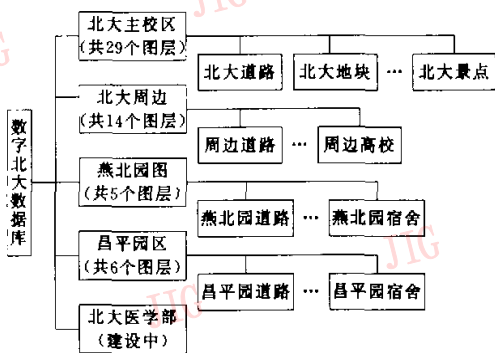 数字北大数据库
北大主校区
(共29个图层)
北大道路
北大地块
…
北大景点
北大周边
(共14个图层)
周边道路
…
周边高校
燕北园图
(共5个图层)
燕北园道路
…
燕北园宿舍
昌平园区
(共6个图层)
昌平园道路
…
昌平园宿舍
北大医学部
(建设中)
JIG
JIG
JIG
JIG